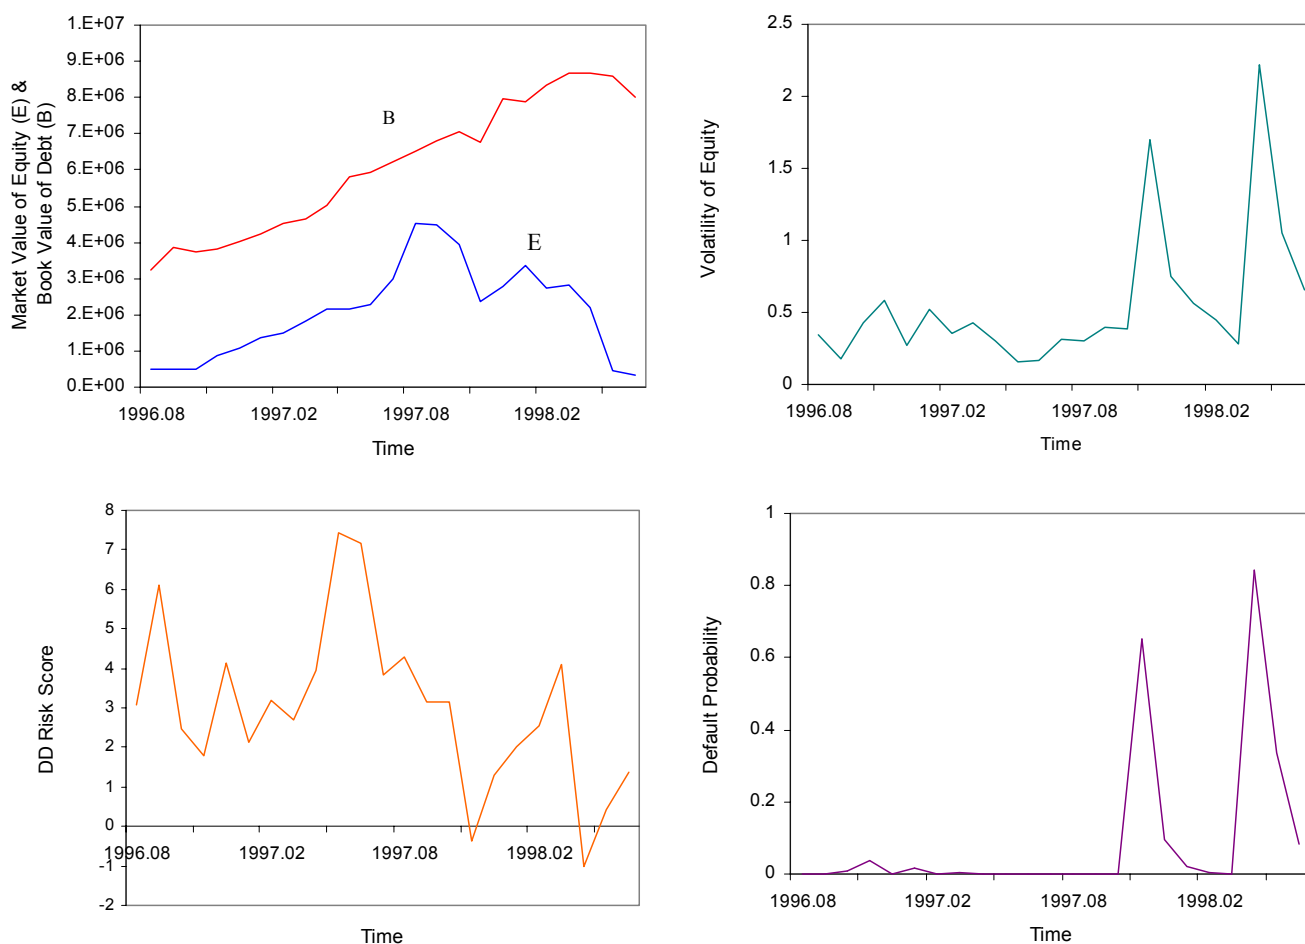 Market Value of Equity (E) &
Book Value of Debt (B)
1.E+07
9.E+06
8.E+06
7.E+06
6.E+06
5.E+06
4.E+06
3.E+06
2.E+06
1.E+06
0.E+00
B
E
1996.08 1997.02 1997.08 1998.02
Time
Volatility of Equity
2.5
2
1.5
1
0.5
0
1996.08 1997.02 1997.08 1998.02
Time
DD Risk Score
8
7
6
5
4
3
2
1
0
-1
-2
1996.08 1997.02 1997.08 1998.02
Time
Default Probability
1
0.8
0.6
0.4
0.2
0
1996.08 1997.02 1997.08 1998.02
Time